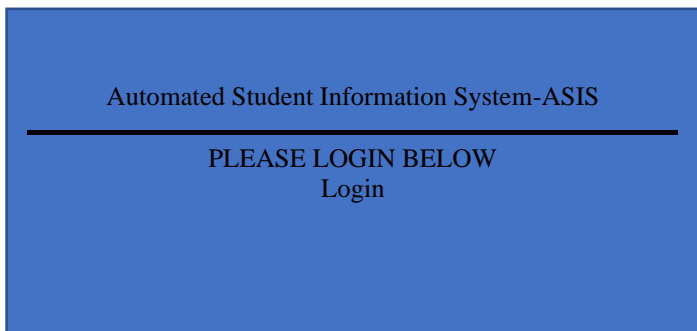 Automated Student Information System-ASIS
PLEASE LOGIN BELOW
Login